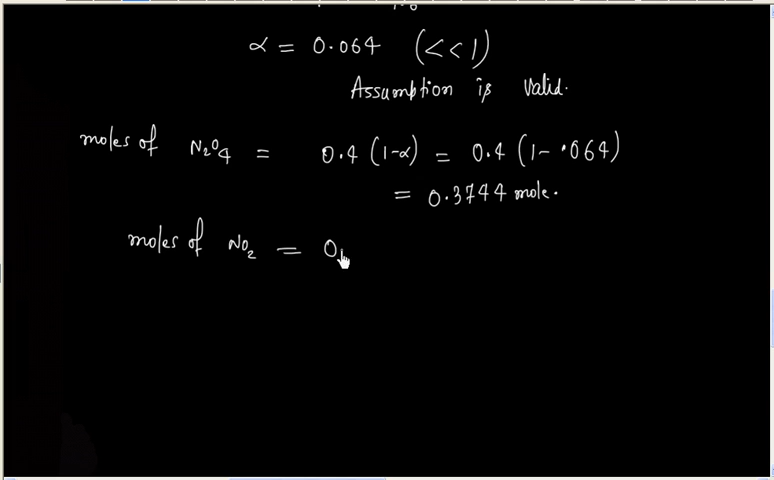 α = 0.064 (<<1)
Assumption is valid.
moles of N₂O₄ = 0.4 (1-α) = 0.4 (1- .064)
= 0.3744 mole.
moles of NO₂ = 0.